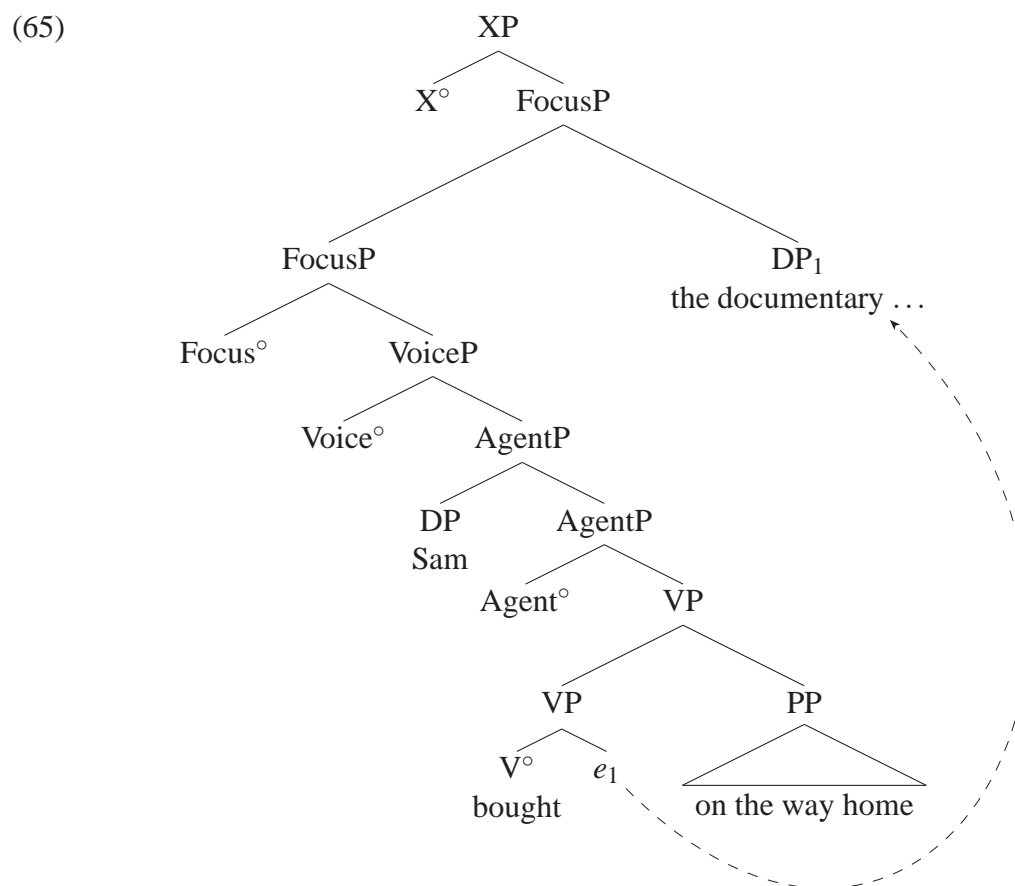 (65) XP
X° FocusP
FocusP DP₁
the documentary …
Focus° VoiceP
Voice° AgentP
DP AgentP
Sam
Agent° VP
VP PP
V° e₁
bought on the way home